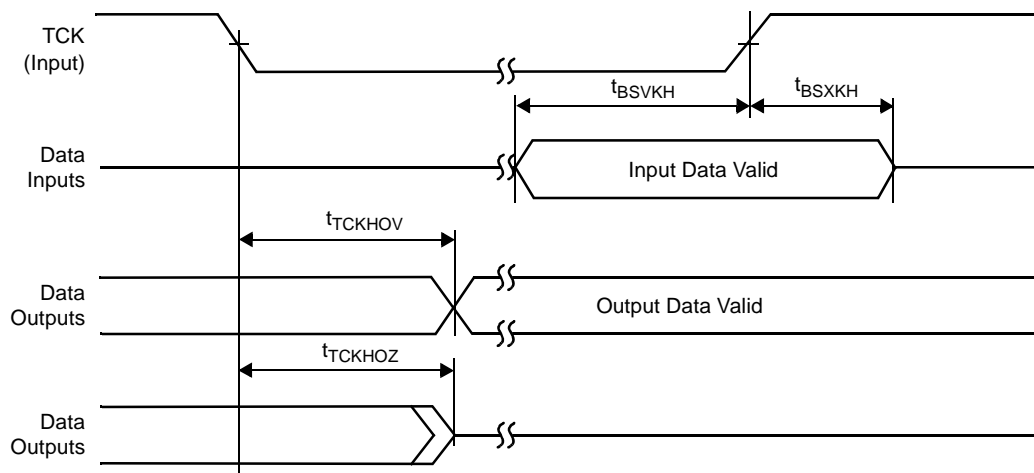 TCK
(Input)
tBSVKH
tBSXKH
Data
Inputs
Input Data Valid
tTCKHOV
Data
Outputs
Output Data Valid
tTCKHOZ
Data
Outputs